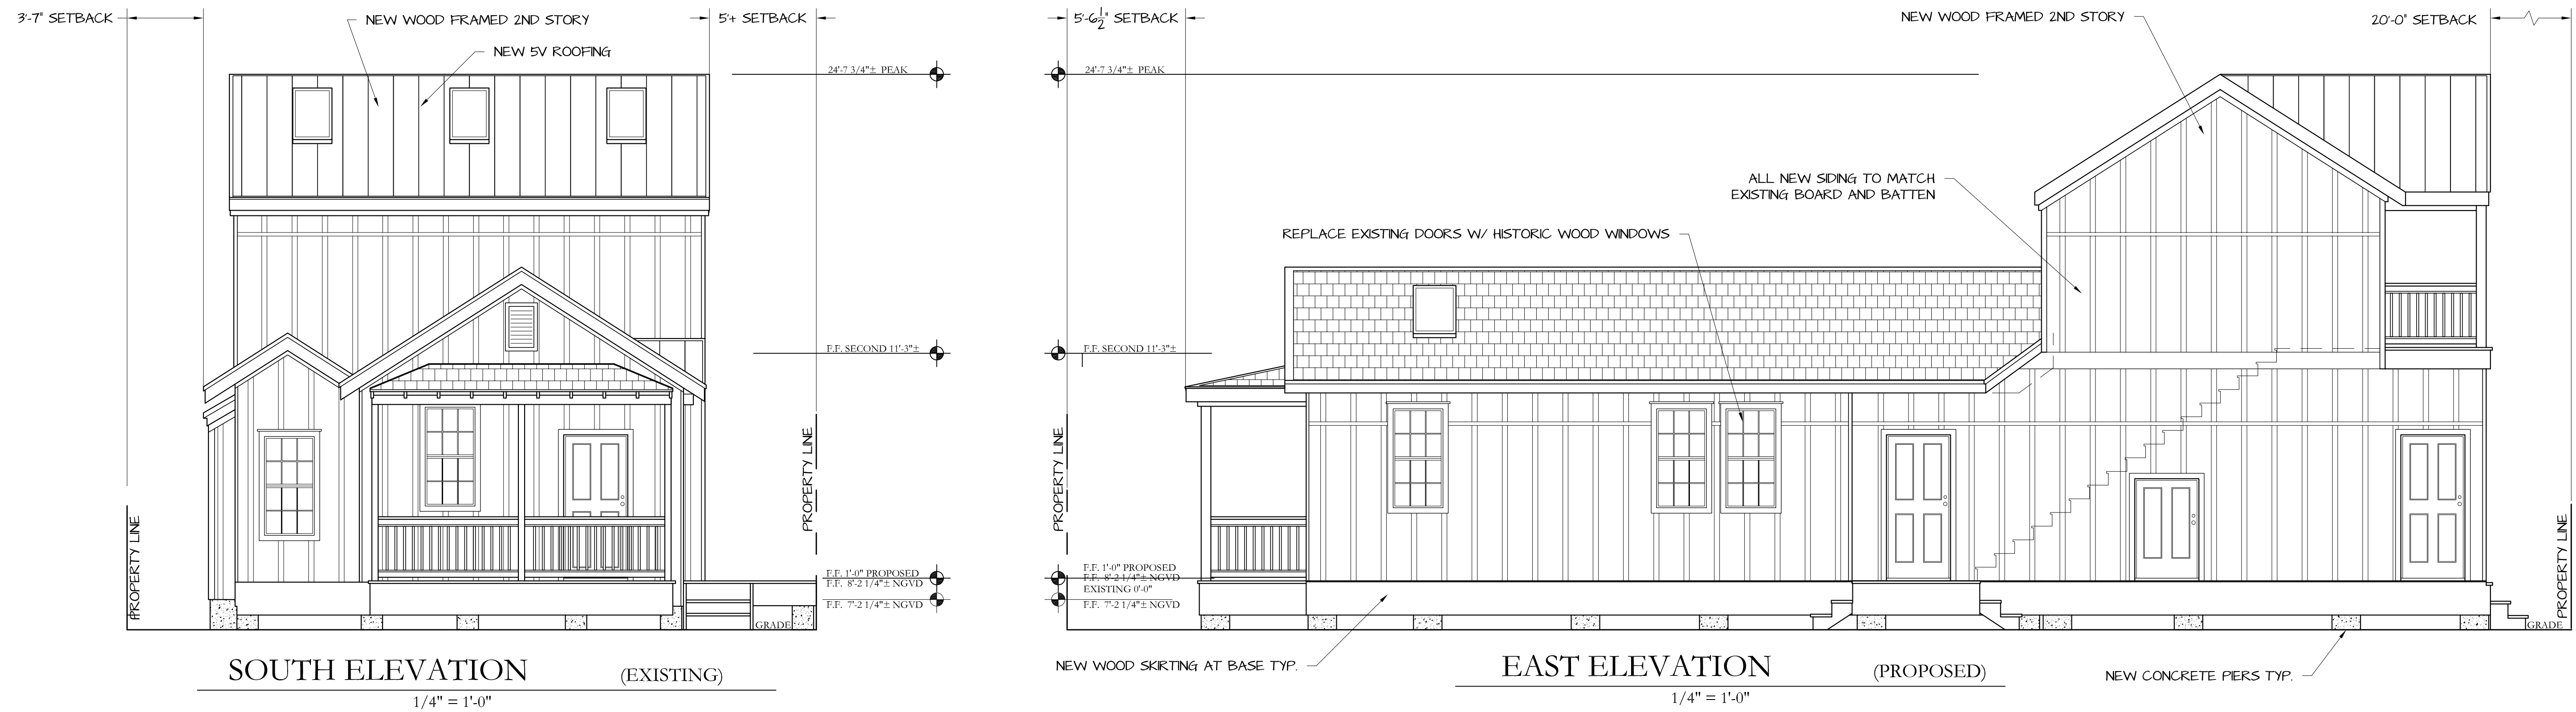 3'-7" SETBACK
NEW WOOD FRAMED 2ND STORY
5'+ SETBACK
NEW 5V ROOFING
24'-7 3/4"± PEAK
F.F. SECOND 11'-3"±
PROPERTY LINE
PROPERTY LINE
F.F. 1'-0" PROPOSED
F.F. 8'-2 1/4"± NGVD
F.F. 7'-2 1/4"± NGVD
GRADE
SOUTH ELEVATION (EXISTING)
1/4" = 1'-0"
5'-6 1/2" SETBACK
NEW WOOD FRAMED 2ND STORY
20'-0" SETBACK
24'-7 3/4"± PEAK
ALL NEW SIDING TO MATCH
EXISTING BOARD AND BATTEN
REPLACE EXISTING DOORS W/ HISTORIC WOOD WINDOWS
F.F. SECOND 11'-3"±
PROPERTY LINE
PROPERTY LINE
F.F. 1'-0" PROPOSED
F.F. 8'-2 1/4"± NGVD
EXISTING 0'-0"
F.F. 7'-2 1/4"± NGVD
GRADE
NEW WOOD SKIRTING AT BASE TYP.
EAST ELEVATION (PROPOSED)
1/4" = 1'-0"
NEW CONCRETE PIERS TYP.